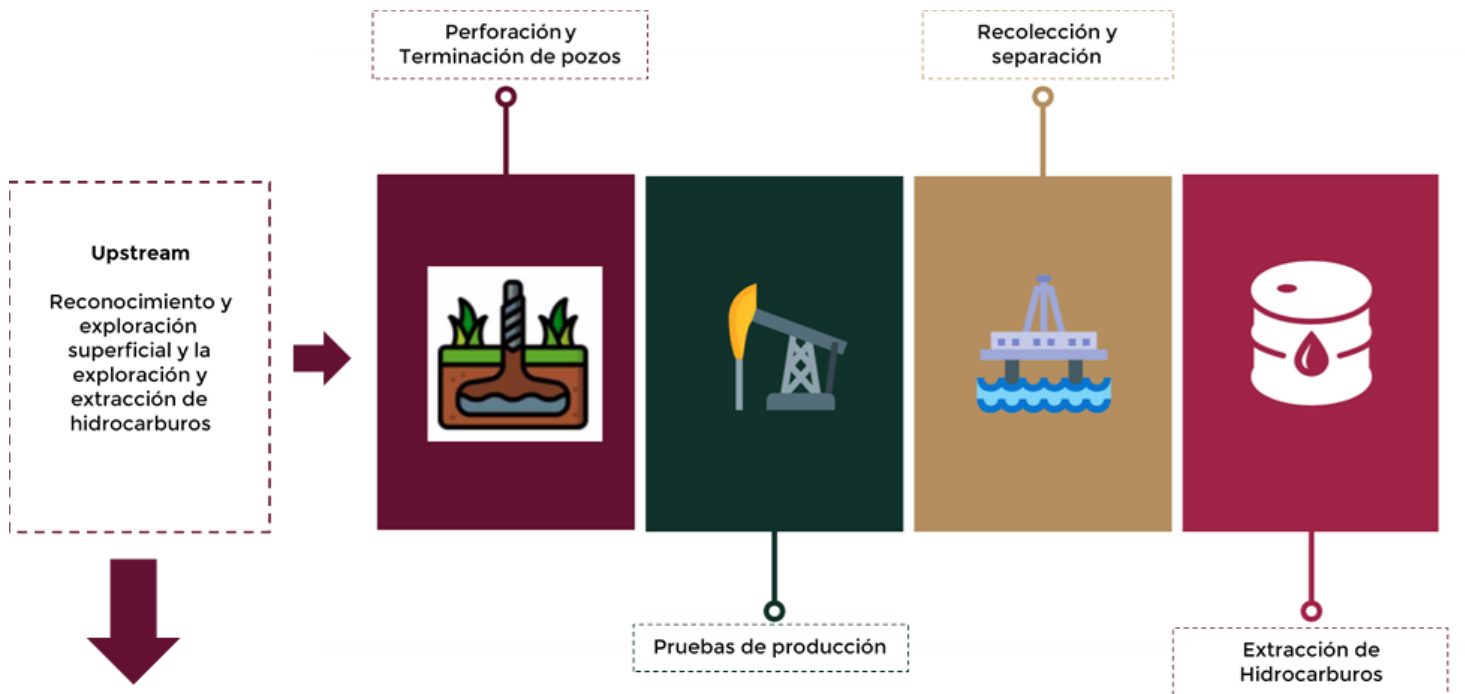 Perforación y
Terminación de pozos
Recolección y
separación
Upstream
Reconocimiento y
exploración
superficial y la
exploración y
extracción de
hidrocarburos
Pruebas de producción
Extracción de
Hidrocarburos